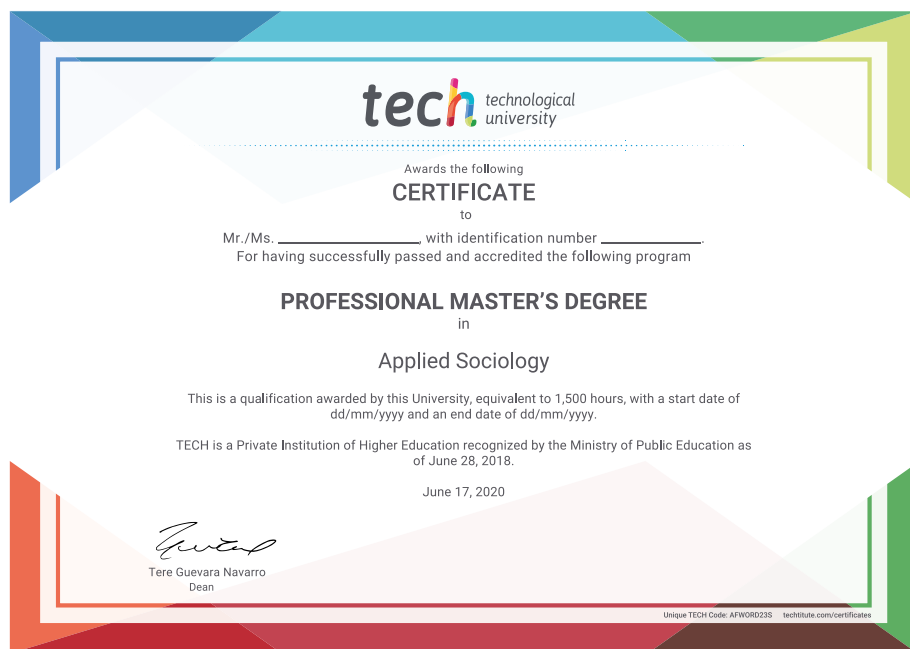 tech technological
university
Awards the following
CERTIFICATE
to
Mr./Ms. ____________________, with identification number ______________.
For having successfully passed and accredited the following program
PROFESSIONAL MASTER'S DEGREE
in
Applied Sociology
This is a qualification awarded by this University, equivalent to 1,500 hours, with a start date of
dd/mm/yyyy and an end date of dd/mm/yyyy.
TECH is a Private Institution of Higher Education recognized by the Ministry of Public Education as
of June 28, 2018.
June 17, 2020
Tere Guevara Navarro
Dean
Unique TECH Code: AFWORD23S techtitute.com/certificates